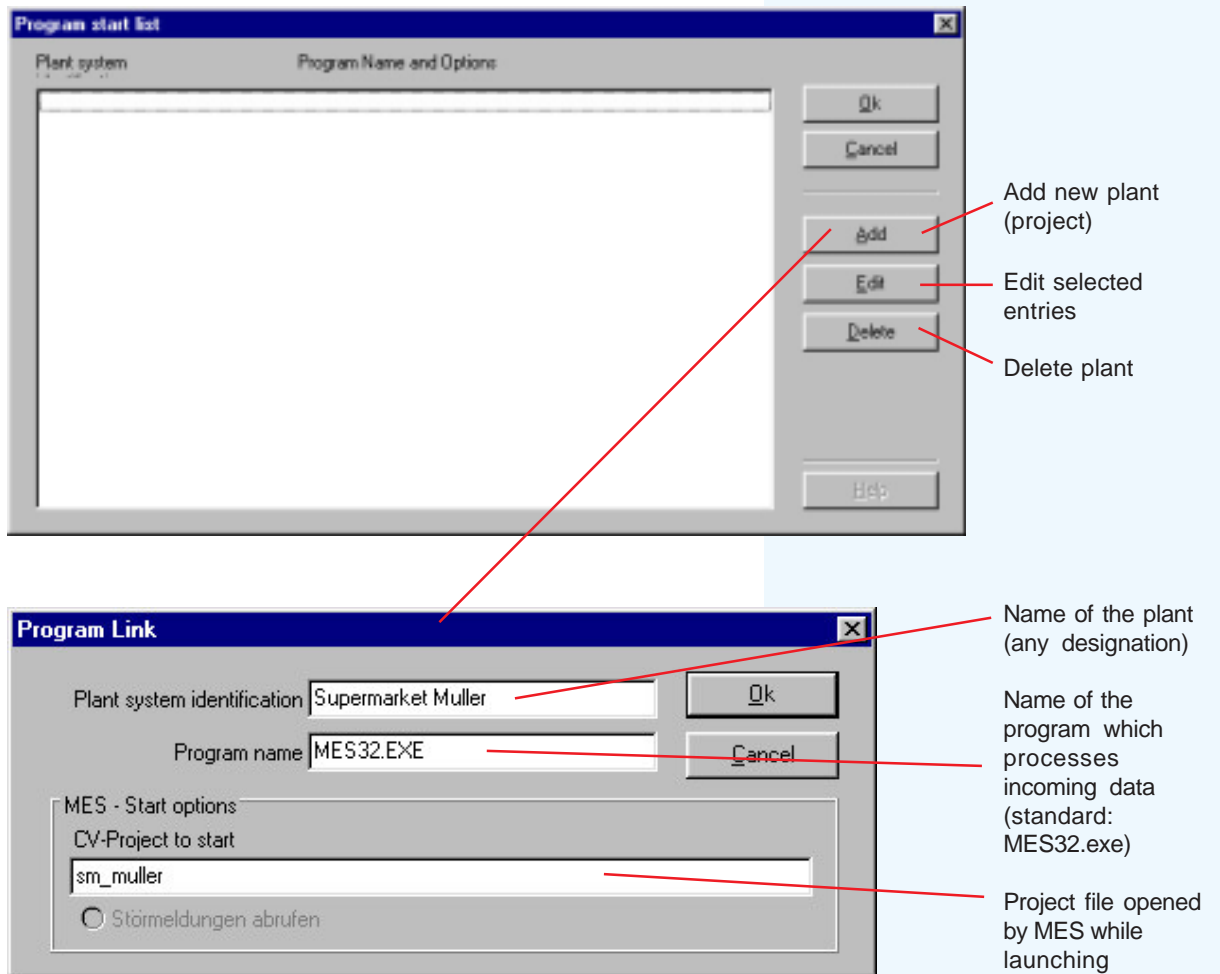 Program start list
Plant system
Program Name and Options
Ok
Cancel
Add
Edit
Delete
Help
Add new plant
(project)
Edit selected
entries
Delete plant
Program Link
Plant system identification Supermarket Muller
Ok
Program name MES32.EXE
Cancel
MES - Start options
CV-Project to start
sm_muller
Störmeldungen abrufen
Name of the plant
(any designation)
Name of the
program which
processes
incoming data
(standard:
MES32.exe)
Project file opened
by MES while
launching